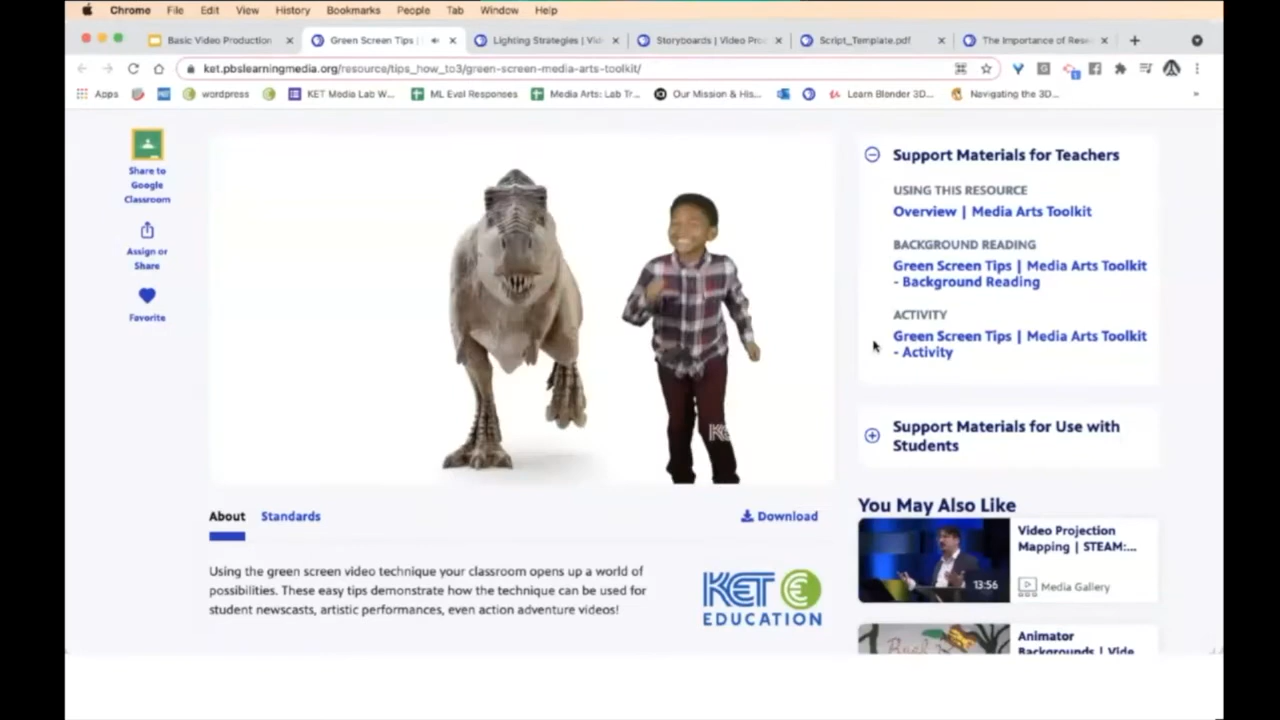 Chrome File Edit View History Bookmarks People Tab Window Help
Basic Video Production Green Screen Tips | Lighting Strategies | Storyboards | Video Script_Template.pdf The Importance of
ket.pbslearningmedia.org/resource/tips_how_to3/green-screen-media-arts-toolkit/
Apps wordpress KET Media Lab W... ML Eval Responses Media Arts: Lab Tr... Our Mission & His... Learn Blender 3D... Navigating the 3D... »
Share to
Google
Classroom
Assign or
Share
Favorite
KE
Support Materials for Teachers
USING THIS RESOURCE
Overview | Media Arts Toolkit
BACKGROUND READING
Green Screen Tips | Media Arts Toolkit
- Background Reading
ACTIVITY
Green Screen Tips | Media Arts Toolkit
- Activity
Support Materials for Use with
Students
About Standards Download
Using the green screen video technique your classroom opens up a world of
possibilities. These easy tips demonstrate how the technique can be used for
student newscasts, artistic performances, even action adventure videos!
KET
EDUCATION
You May Also Like
13:56
Video Projection
Mapping | STEAM:...
Media Gallery
Animator
Backgrounds | Vide